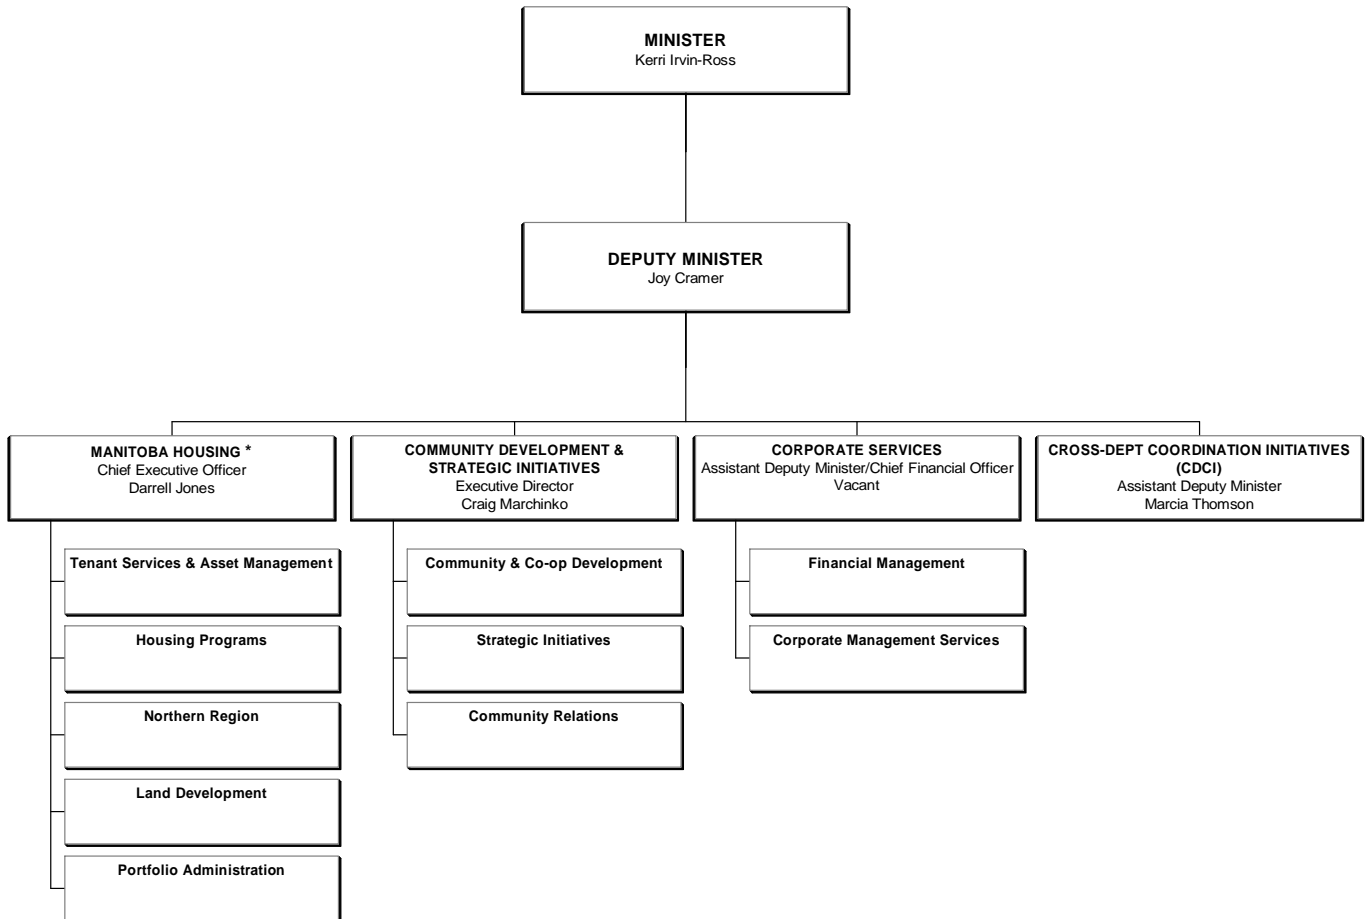 MINISTER
Kerri Irvin-Ross
DEPUTY MINISTER
Joy Cramer
MANITOBA HOUSING *
Chief Executive Officer
Darrell Jones
COMMUNITY DEVELOPMENT &
STRATEGIC INITIATIVES
Executive Director
Craig Marchinko
CORPORATE SERVICES
Assistant Deputy Minister/Chief Financial Officer
Vacant
CROSS-DEPT COORDINATION INITIATIVES
(CDCI)
Assistant Deputy Minister
Marcia Thomson
Tenant Services & Asset Management
Housing Programs
Northern Region
Land Development
Portfolio Administration
Community & Co-op Development
Strategic Initiatives
Community Relations
Financial Management
Corporate Management Services